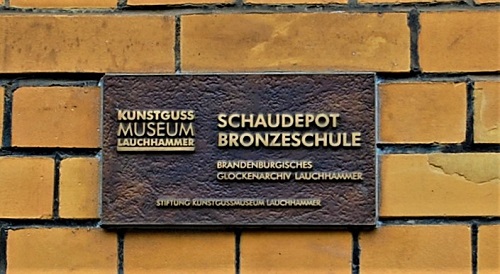 KUNSTGUSS
MUSEUM
LAUCHHAMMER
SCHAUDEPOT
BRONZESCHULE
BRANDENBURGISCHES
GLOCKENARCHIV LAUCHHAMMER
STIFTUNG KUNSTGUSSMUSEUM LAUCHHAMMER